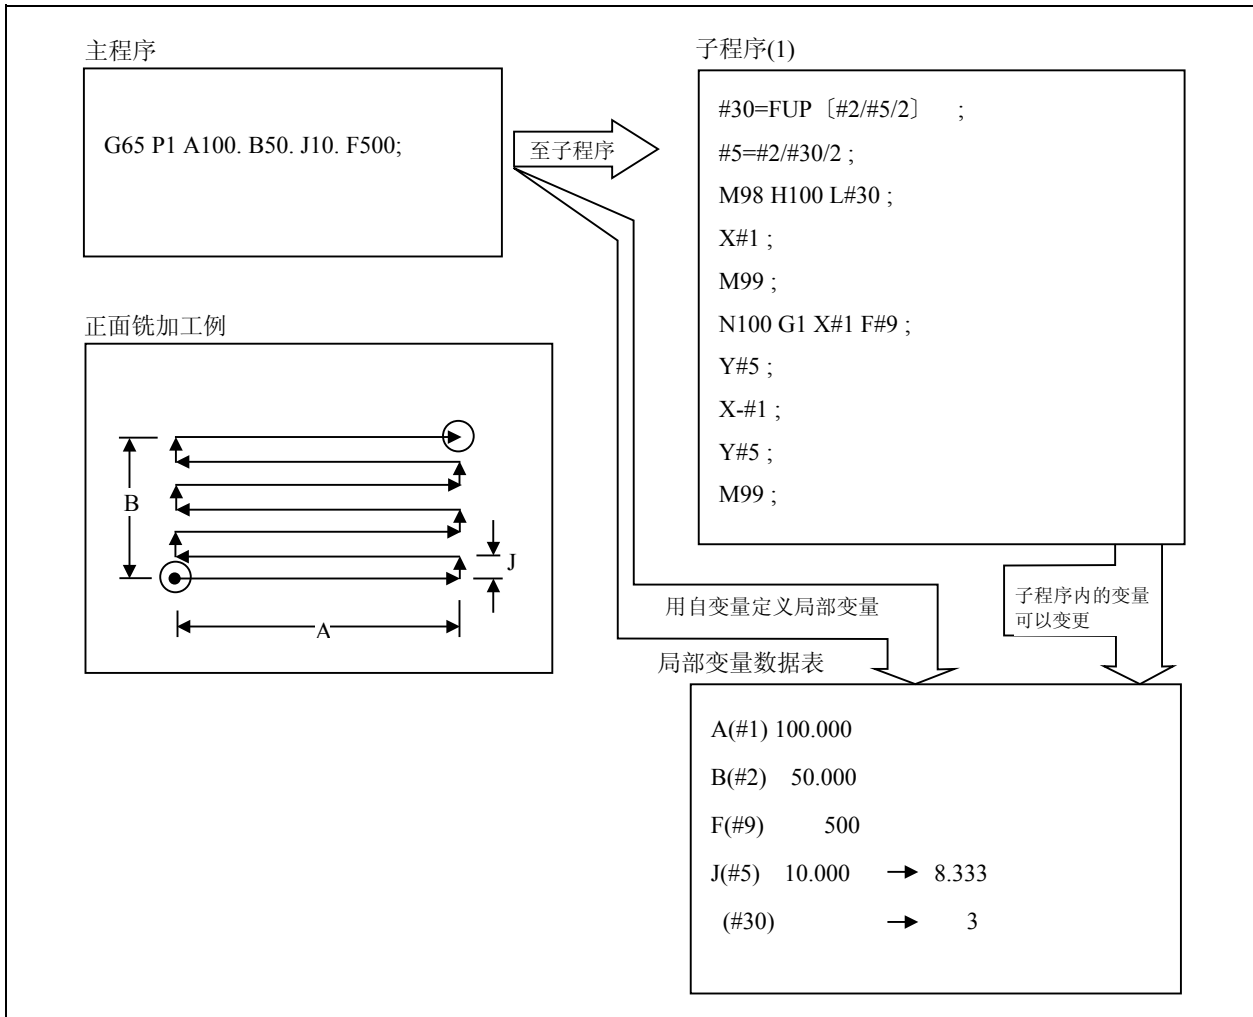 主程序
G65 P1 A100. B50. J10. F500;
至子程序
子程序(1)
#30=FUP〔#2/#5/2〕 ;
#5=#2/#30/2 ;
M98 H100 L#30 ;
X#1 ;
M99 ;
N100 G1 X#1 F#9 ;
Y#5 ;
X-#1 ;
Y#5 ;
M99 ;
正面铣加工例
B
J
A
用自变量定义局部变量
子程序内的变量
可以变更
局部变量数据表
A(#1) 100.000
B(#2) 50.000
F(#9) 500
J(#5) 10.000 → 8.333
(#30) → 3